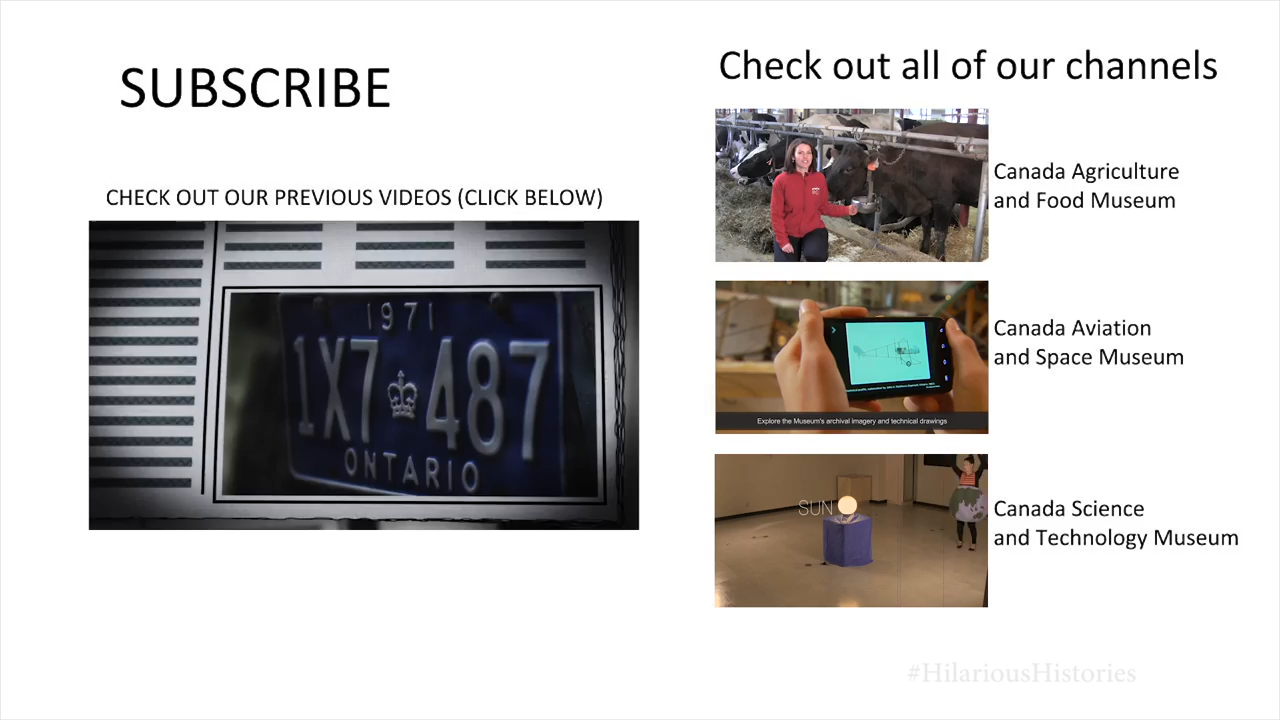 SUBSCRIBE
CHECK OUT OUR PREVIOUS VIDEOS (CLICK BELOW)
1971
1X7 487
ONTARIO
Check out all of our channels
Canada Agriculture
and Food Museum
Explore the Museum's archival imagery and technical drawings
Canada Aviation
and Space Museum
SUN
Canada Science
and Technology Museum
#HilariousHistories